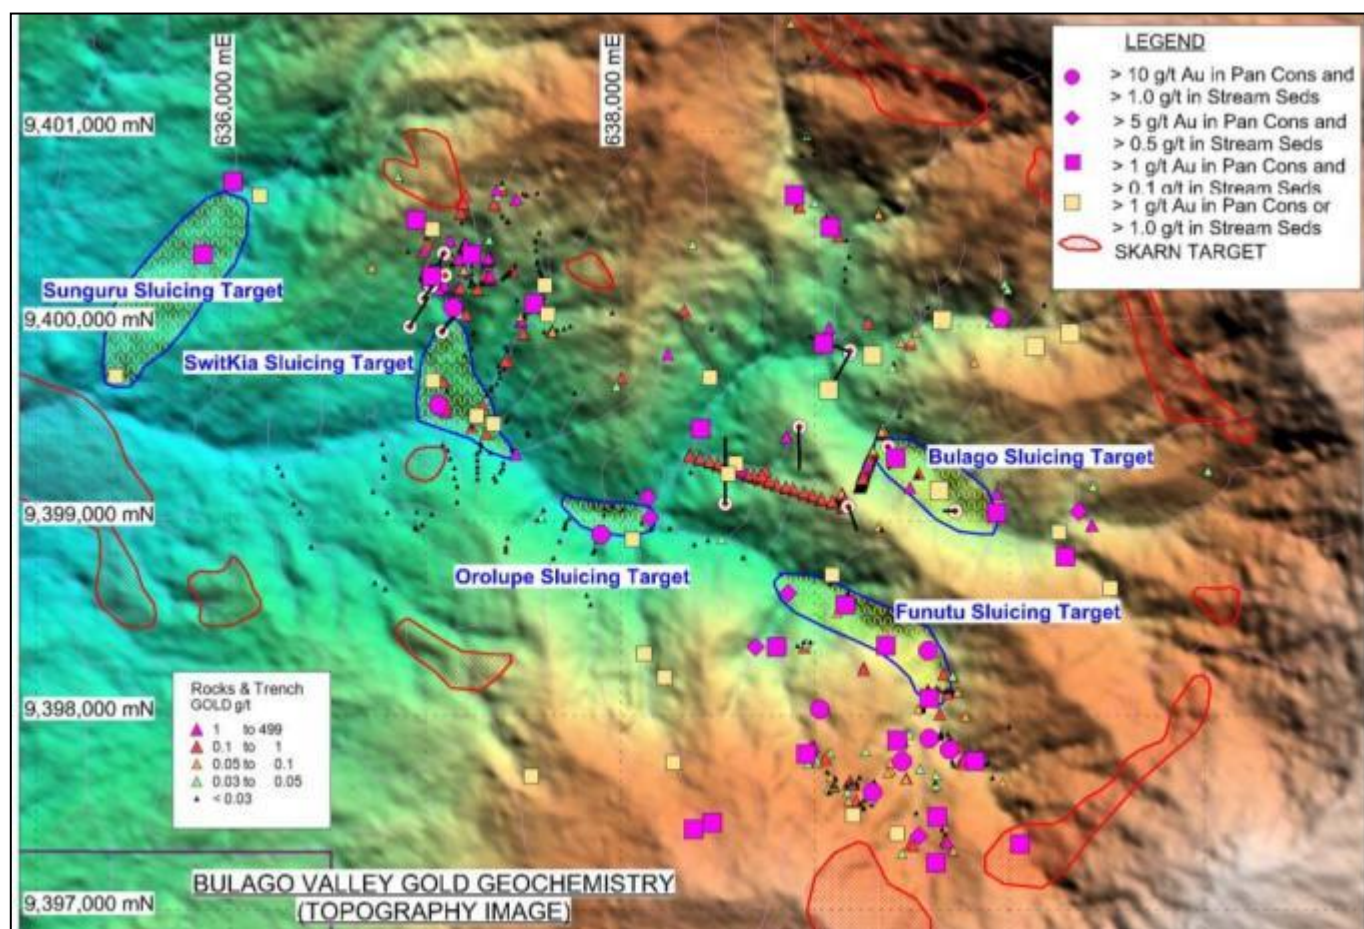 636,000 mE
638,000 mE
LEGEND
> 10 g/t Au in Pan Cons and
> 1.0 g/t in Stream Seds
> 5 g/t Au in Pan Cons and
> 0.5 g/t in Stream Seds
> 1 g/t Au in Pan Cons and
> 0.1 g/t in Stream Seds
> 1 g/t Au in Pan Cons or
> 1.0 g/t in Stream Seds
SKARN TARGET
9,401,000 mN
Sunguru Sluicing Target
9,400,000 mN
SwitKia Sluicing Target
Bulago Sluicing Target
9,399,000 mN
Orolupe Sluicing Target
Funutu Sluicing Target
Rocks & Trench
GOLD g/t
1 to 499
0.1 to 1
0.05 to 0.1
0.03 to 0.05
< 0.03
9,398,000 mN
BULAGO VALLEY GOLD GEOCHEMISTRY
(TOPOGRAPHY IMAGE)
9,397,000 mN